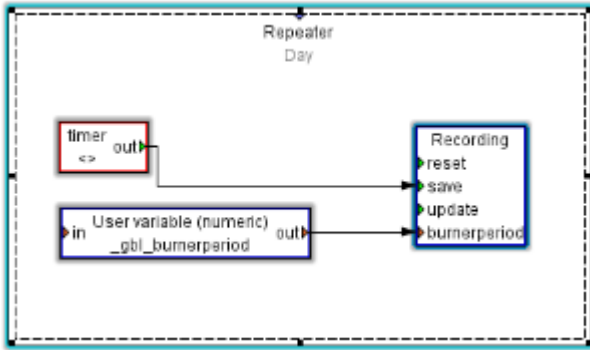 Repeater
Day
timer
<>
out
Recording
reset
save
update
burnerperiod
in
User variable (numeric)
out
_gbl_burnerperiod